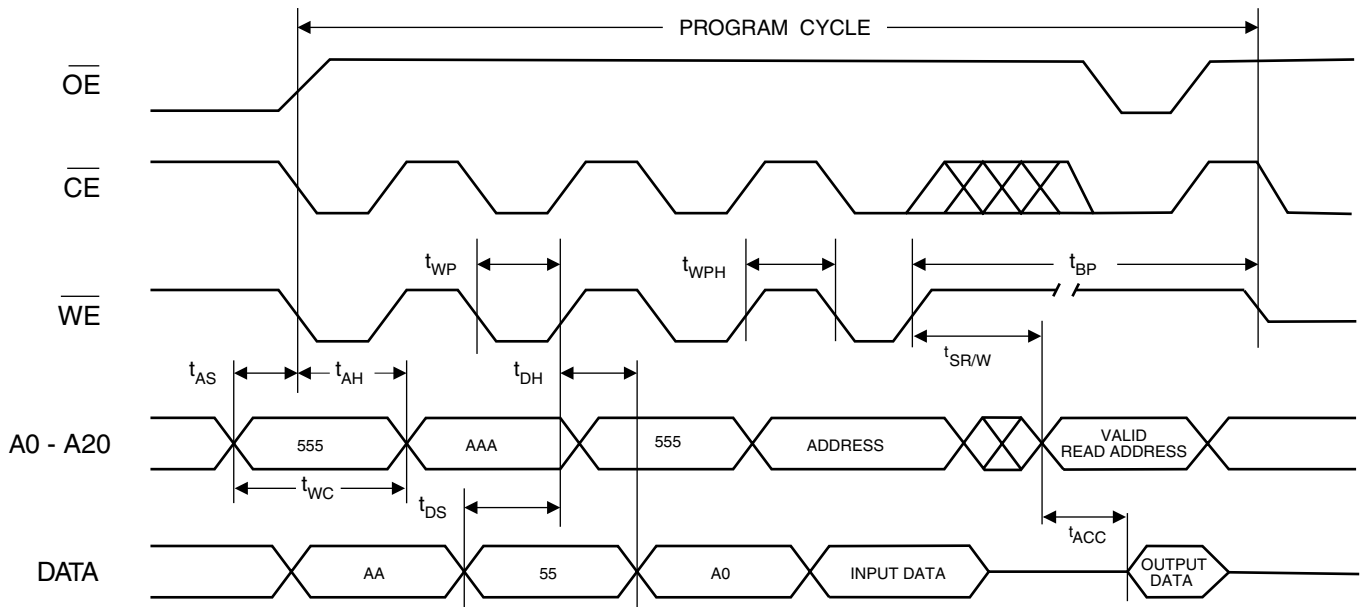 PROGRAM CYCLE
OE
CE
tWP
tWPH
tBP
WE
tSR/W
tAS
tAH
tDH
A0 - A20
555
AAA
555
ADDRESS
VALID
READ ADDRESS
tWC
tDS
tACC
DATA
AA
55
A0
INPUT DATA
OUTPUT
DATA